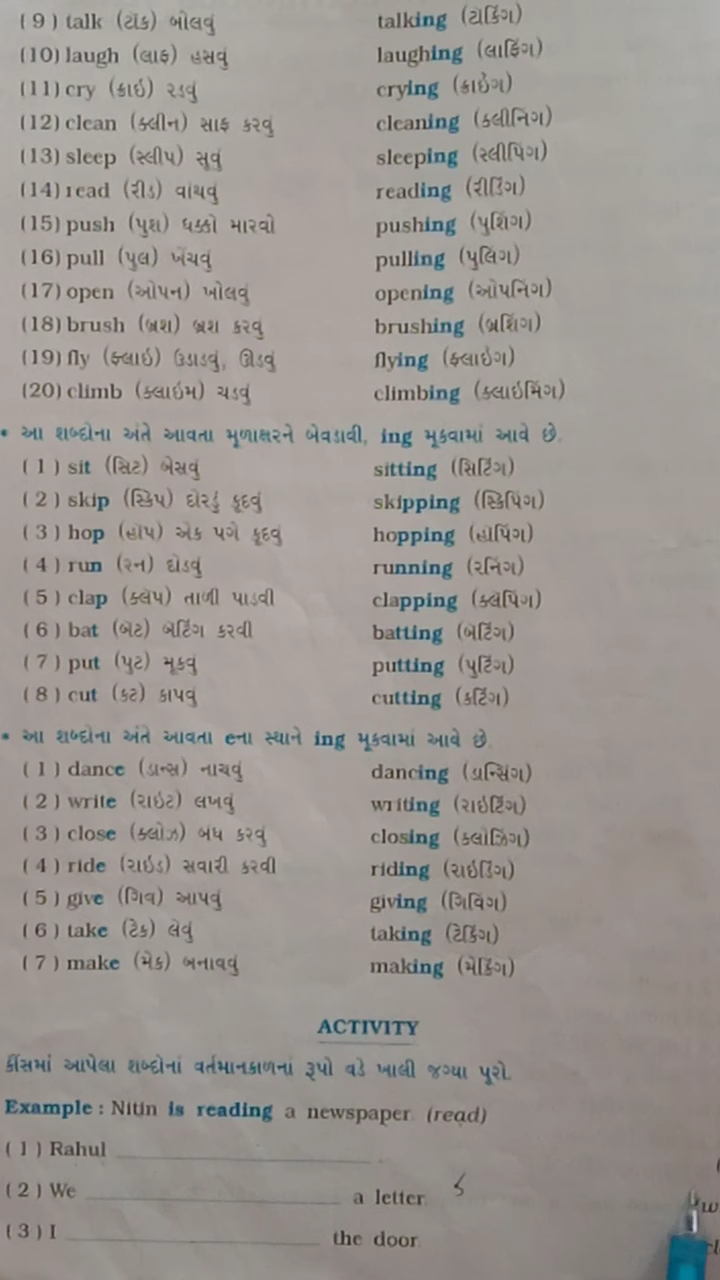 ( 9 ) talk (ટૉક) બોલવું talking (ટૉકિંગ)
(10) laugh (લાફ) હસવું laughing (લાફિંગ)
(11) cry (ક્રાઇ) રડવું crying (ક્રાઇંગ)
(12) clean (ક્લીન) સાફ કરવું cleaning (ક્લીનિંગ)
(13) sleep (સ્લીપ) સૂવું sleeping (સ્લીપિંગ)
(14) read (રીડ) વાંચવું reading (રીડિંગ)
(15) push (પુશ) ધક્કો મારવો pushing (પુશિંગ)
(16) pull (પુલ) ખેંચવું pulling (પુલિંગ)
(17) open (ઓપન) ખોલવું opening (ઓપનિંગ)
(18) brush (બ્રશ) બ્રશ કરવું brushing (બ્રશિંગ)
(19) fly (ફ્લાઇ) ઉડાડવું, ઊડવું flying (ફ્લાઇંગ)
(20) climb (ક્લાઇમ) ચડવું climbing (ક્લાઇમિંગ)
• આ શબ્દોના અંતે આવતા મૂળાક્ષરને બેવડાવી, ing મૂકવામાં આવે છે.
( 1 ) sit (સિટ) બેસવું sitting (સિટિંગ)
( 2 ) skip (સ્કિપ) દોરડું કૂદવું skipping (સ્કિપિંગ)
( 3 ) hop (હૉપ) એક પગે કૂદવું hopping (હૉપિંગ)
( 4 ) run (રન) દોડવું running (રનિંગ)
( 5 ) clap (ક્લૅપ) તાળી પાડવી clapping (ક્લૅપિંગ)
( 6 ) bat (બૅટ) બૅટિંગ કરવી batting (બૅટિંગ)
( 7 ) put (પુટ) મૂકવું putting (પુટિંગ)
( 8 ) cut (કટ) કાપવું cutting (કટિંગ)
• આ શબ્દોના અંતે આવતા eના સ્થાને ing મૂકવામાં આવે છે.
( 1 ) dance (ડાન્સ) નાચવું dancing (ડાન્સિંગ)
( 2 ) write (રાઇટ) લખવું writing (રાઇટિંગ)
( 3 ) close (ક્લોઝ) બંધ કરવું closing (ક્લોઝિંગ)
( 4 ) ride (રાઇડ) સવારી કરવી riding (રાઇડિંગ)
( 5 ) give (ગિવ) આપવું giving (ગિવિંગ)
( 6 ) take (ટેક) લેવું taking (ટેકિંગ)
( 7 ) make (મેક) બનાવવું making (મેકિંગ)
ACTIVITY
કૌંસમાં આપેલા શબ્દોનાં વર્તમાનકાળનાં રૂપો વડે ખાલી જગ્યા પૂરો.
Example : Nitin is reading a newspaper. (read)
( 1 ) Rahul ____________ .
( 2 ) We ____________ a letter.
( 3 ) I ____________ the door.